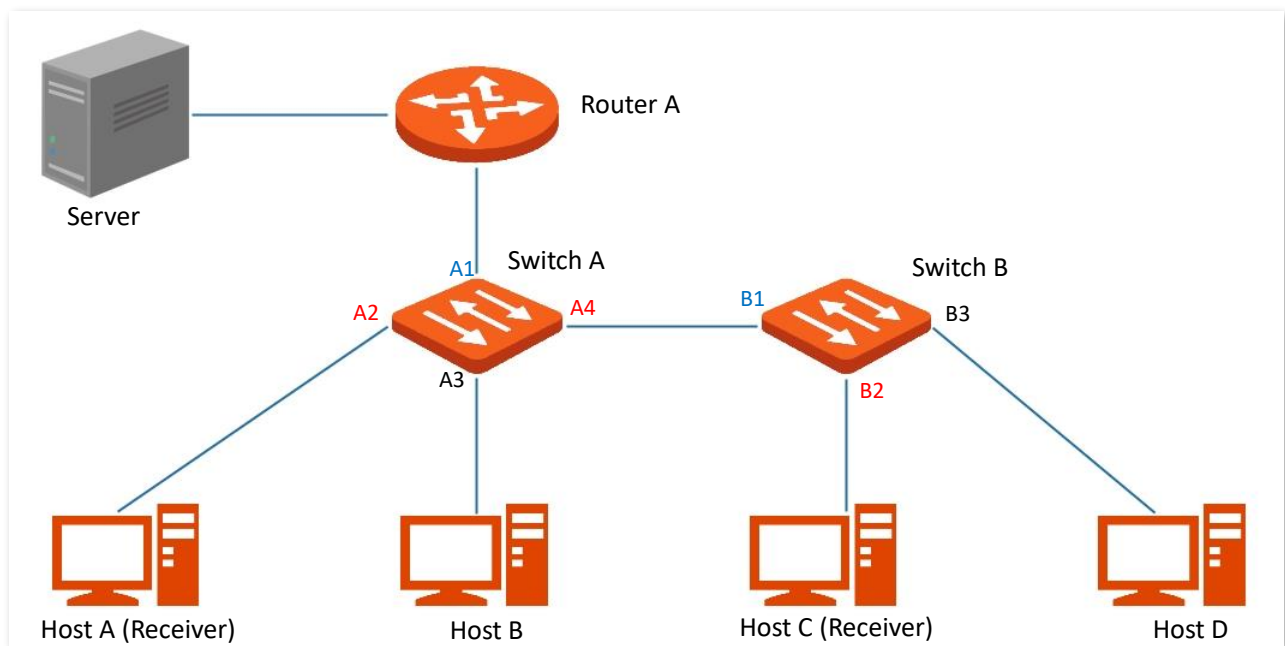 Router A
Server
Switch A
Switch B
A1
A2
A4
B1
B3
A3
B2
Host A (Receiver)
Host B
Host C (Receiver)
Host D